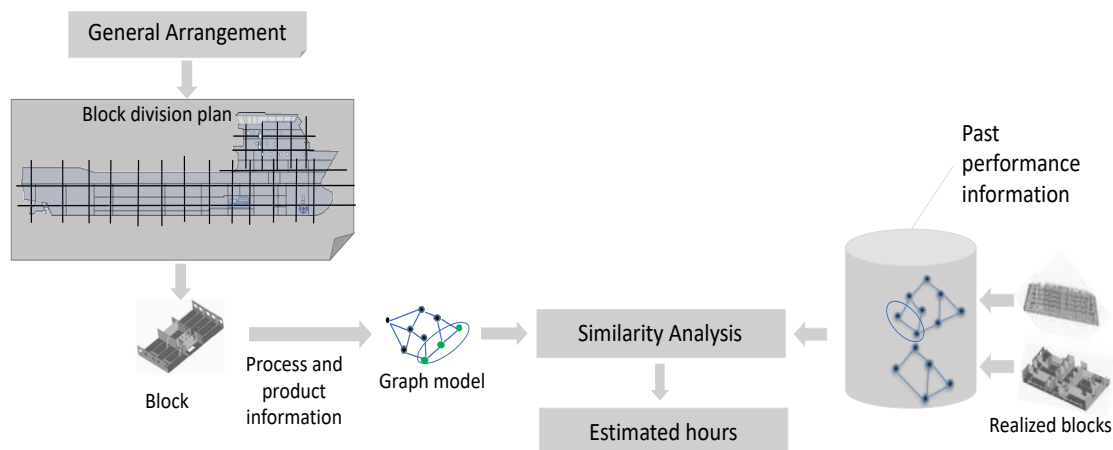 General Arrangement
Block division plan
Past
performance
information
Similarity Analysis
Process and
product
information
Graph model
Block
Estimated hours
Realized blocks